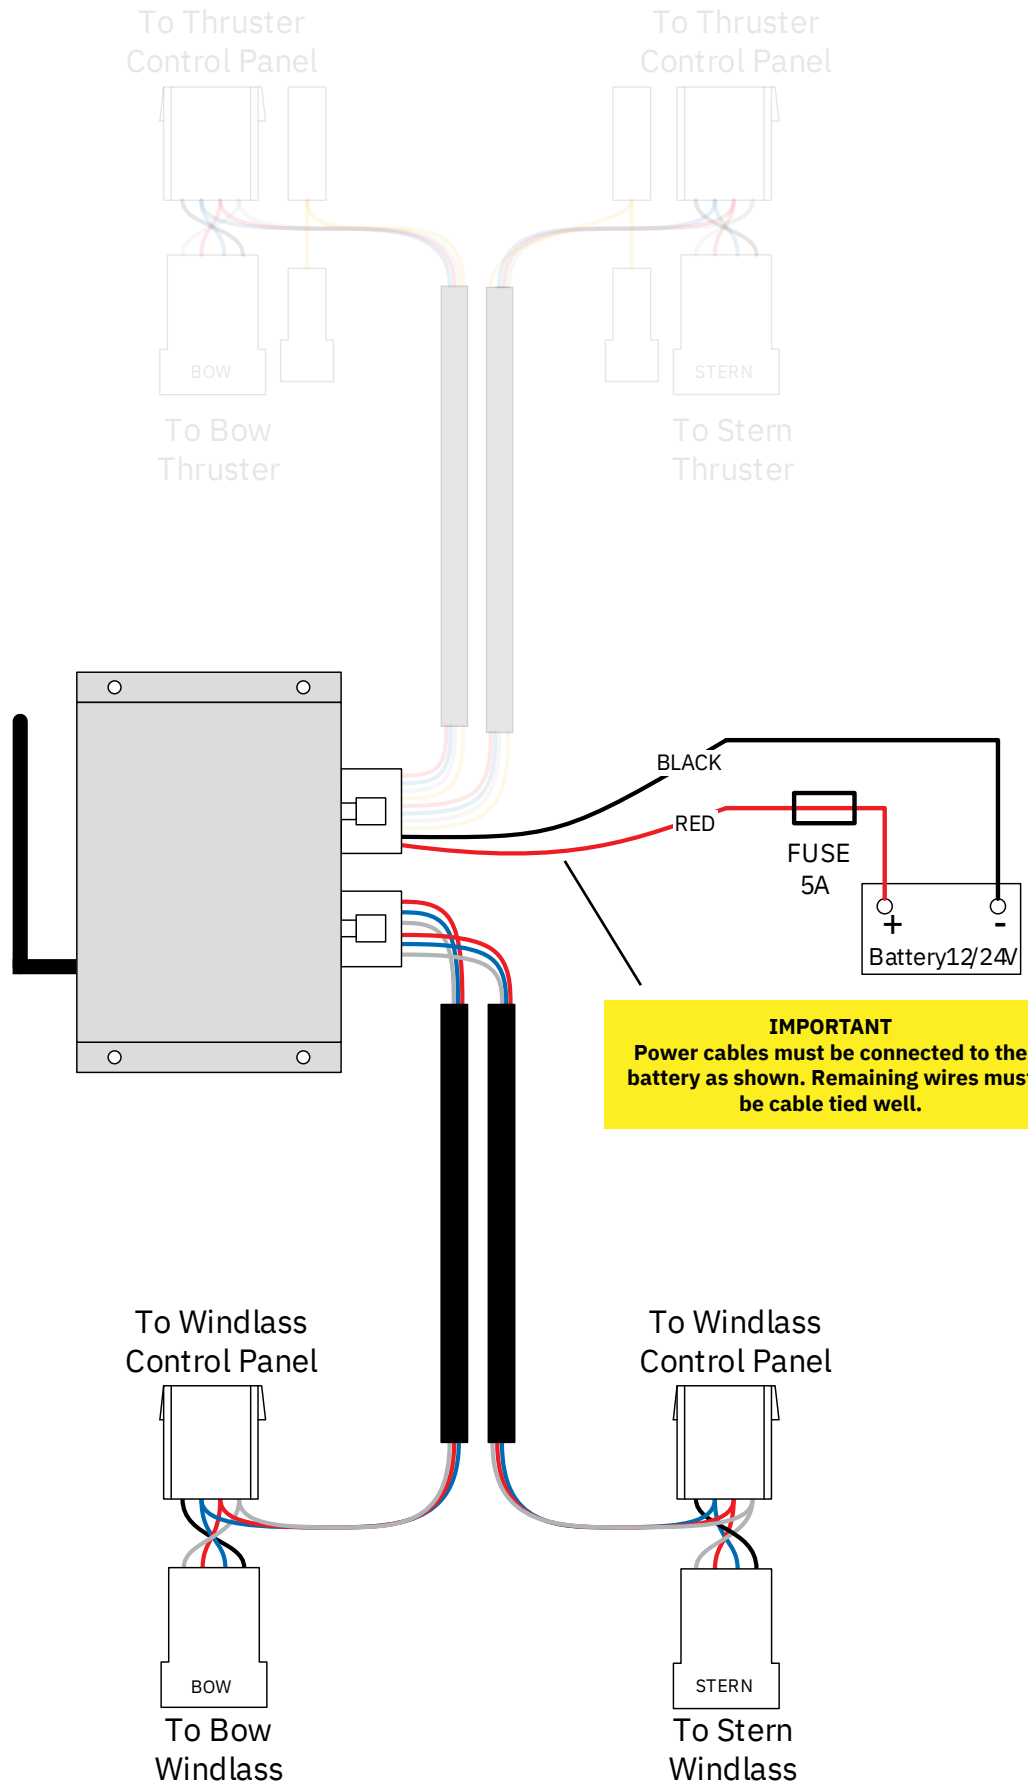 To Thruster
Control Panel
To Thruster
Control Panel
BOW
STERN
To Bow
Thruster
To Stern
Thruster
BLACK
RED
FUSE
5A
+
-
Battery12/24V
IMPORTANT
Power cables must be connected to the
battery as shown. Remaining wires must
be cable tied well.
To Windlass
Control Panel
To Windlass
Control Panel
BOW
STERN
To Bow
Windlass
To Stern
Windlass